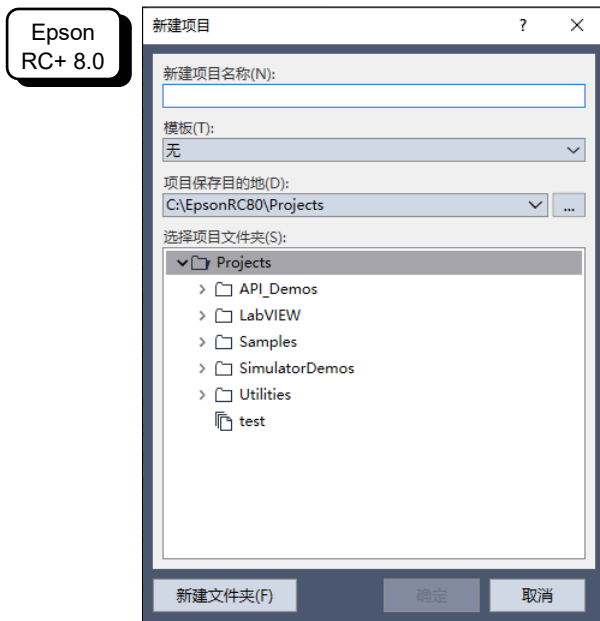 Epson
RC+ 8.0
新建项目
?
新建项目名称(N):
模板(T):
无
项目保存目的地(D):
C:\EpsonRC80\Projects
...
选择项目文件夹(S):
Projects
API_Demos
LabVIEW
Samples
SimulatorDemos
Utilities
test
新建文件夹(F) 确定 取消